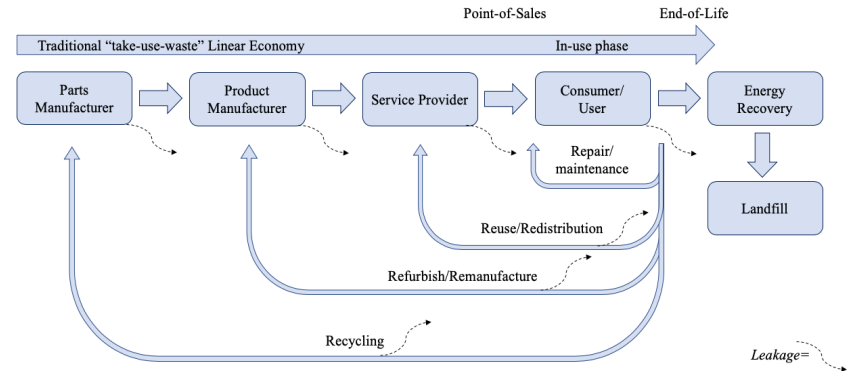 Point-of-Sales
End-of-Life
Traditional “take-use-waste” Linear Economy
In-use phase
Parts
Manufacturer
Product
Manufacturer
Service Provider
Consumer/
User
Energy
Recovery
Repair/
maintenance
Landfill
Reuse/Redistribution
Refurbish/Remanufacture
Recycling
Leakage=